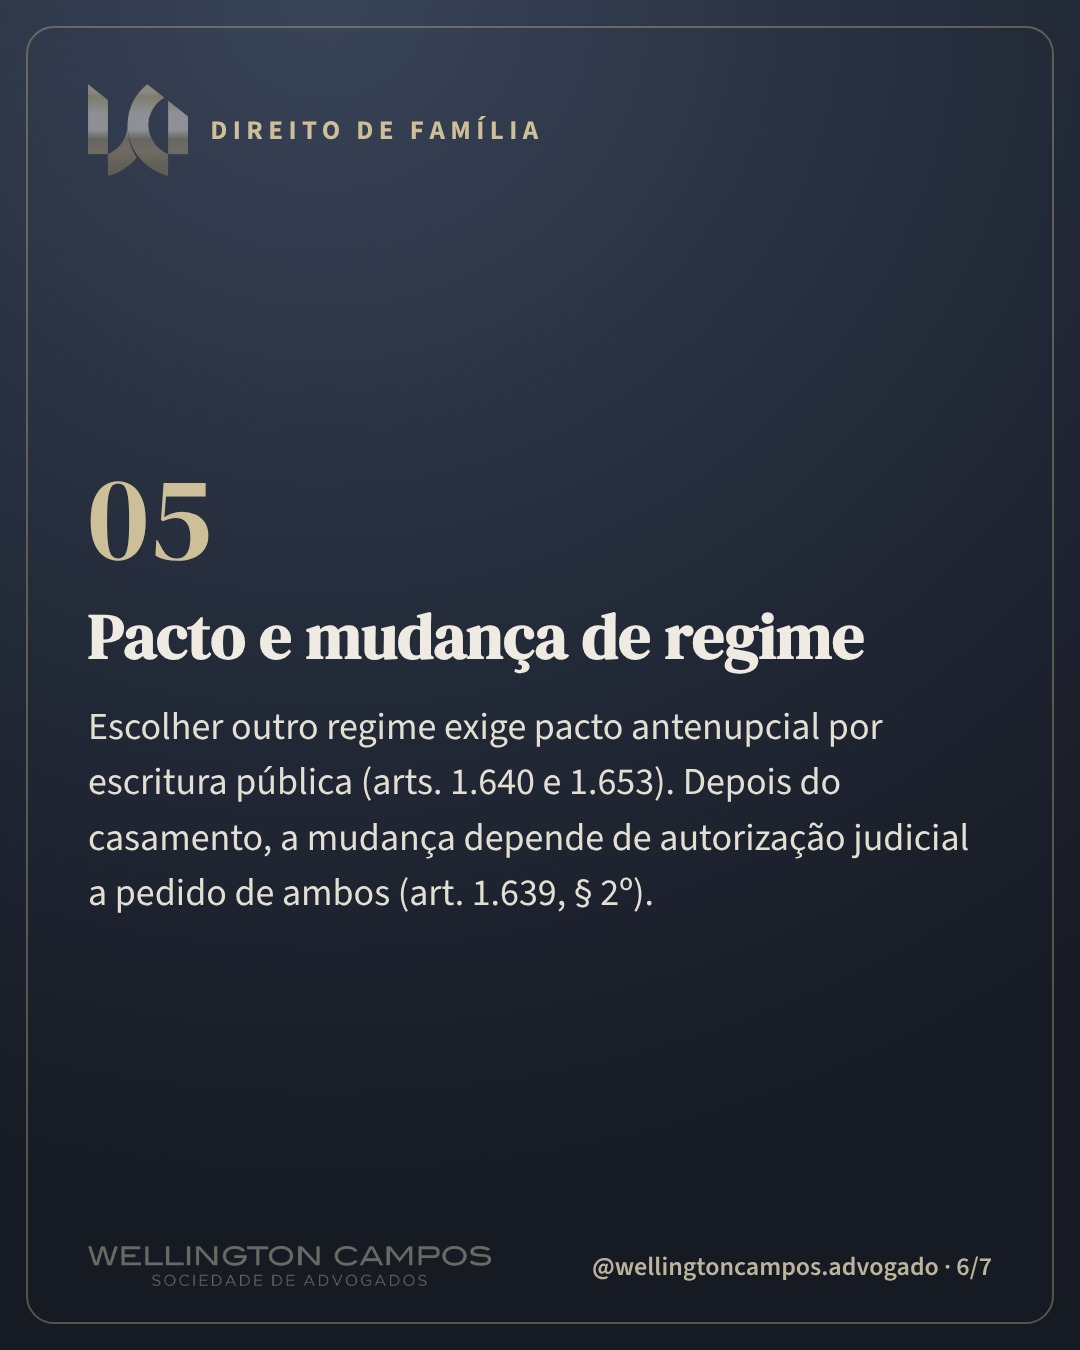 DIREITO DE FAMÍLIA
05
Pacto e mudança de regime
Escolher outro regime exige pacto antenupcial por
escritura pública (arts. 1.640 e 1.653). Depois do
casamento, a mudança depende de autorização judicial
a pedido de ambos (art. 1.639, § 2º).
WELLINGTON CAMPOS
SOCIEDADE DE ADVOGADOS
@wellingtoncampos.advogado · 6/7